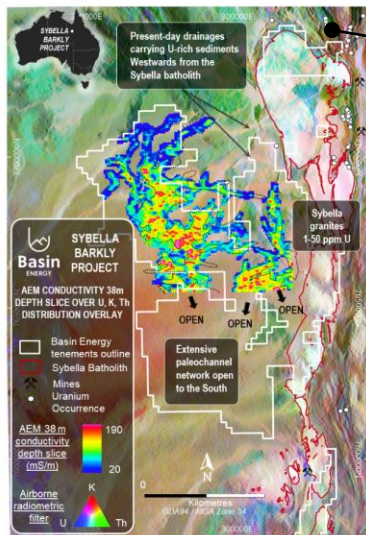 SYBELLA
BARKLY
PROJECT
Present-day drainages
carrying U-rich sediments
Westwards from the
Sybella batholith
Sybella
granites
1-50 ppm U
Basin
ENERGY
SYBELLA
BARKLY
PROJECT
AEM CONDUCTIVITY 38m
DEPTH SLICE OVER U, K, Th
DISTRIBUTION OVERLAY
Basin Energy
tenements outline
Sybella Batholith
Mines
Uranium
Occurrence
AEM 38 m
conductivity
depth slice
(mS/m)
190
20
Airborne
radiometric
filter
K
U
Th
OPEN
OPEN
OPEN
Extensive
paleochannel
network open
to the South
N
0
Kilometres
GDA94 / MGA Zone 54
300000E